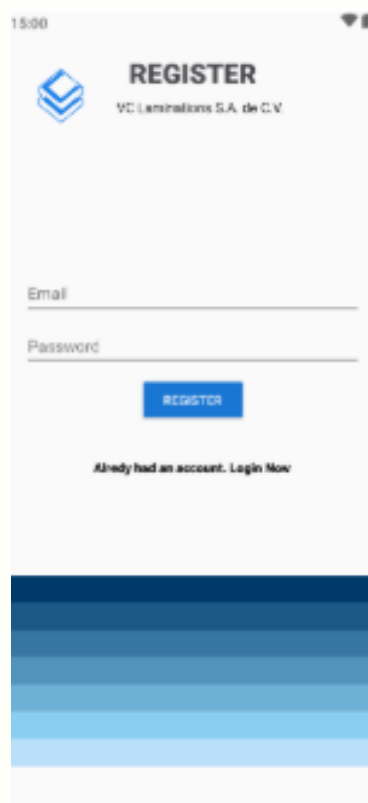 15:00
REGISTER
VC Laminations S.A. de C.V.
Email
Password
REGISTER
Alredy had an account. Login Now